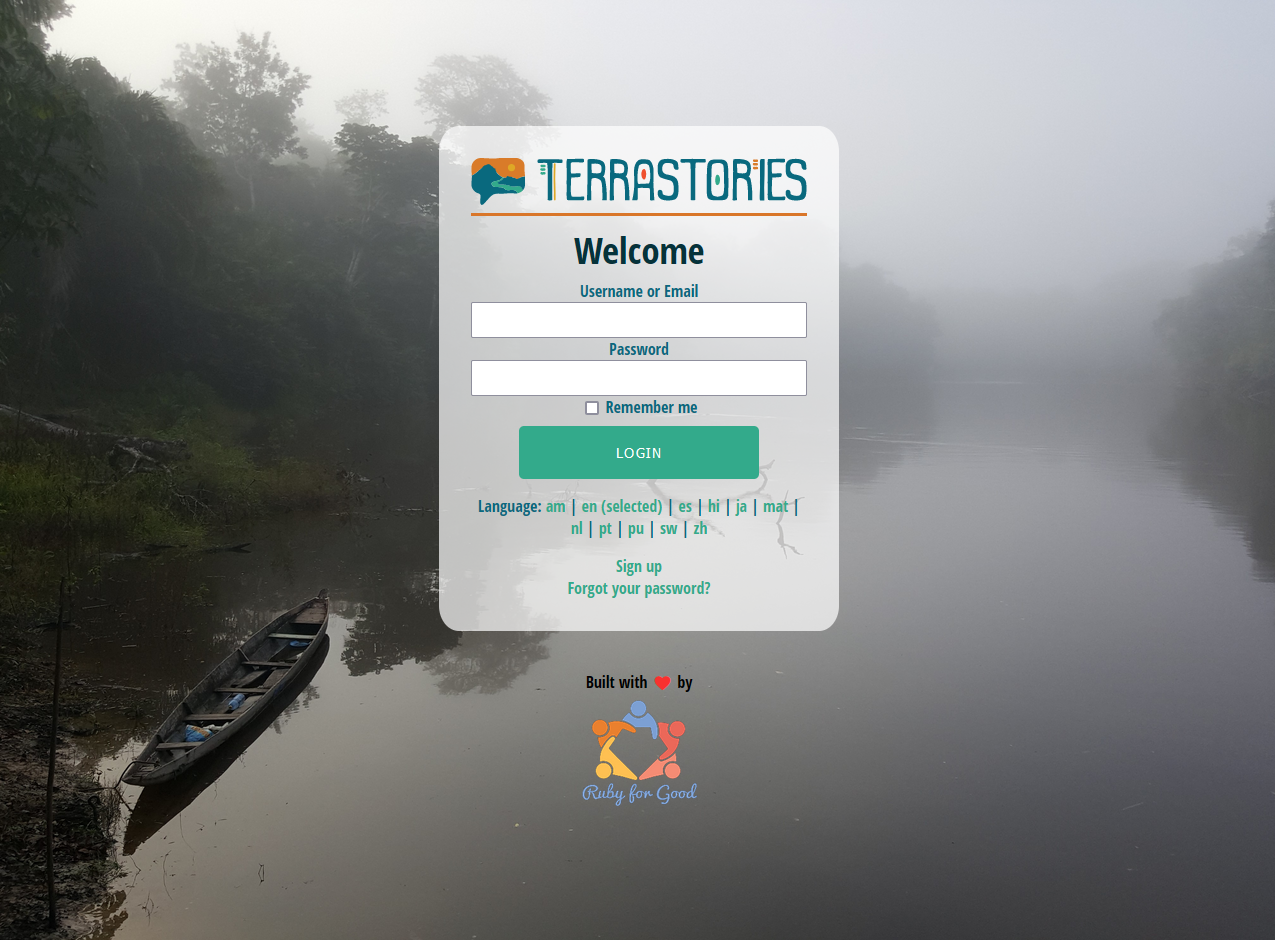 TERRASTORIES
Welcome
Username or Email
Password
Remember me
LOGIN
Language: am | en (selected) | es | hi | ja | mat |
nl | pt | pu | sw | zh
Sign up
Forgot your password?
Built with ❤ by
Ruby for Good